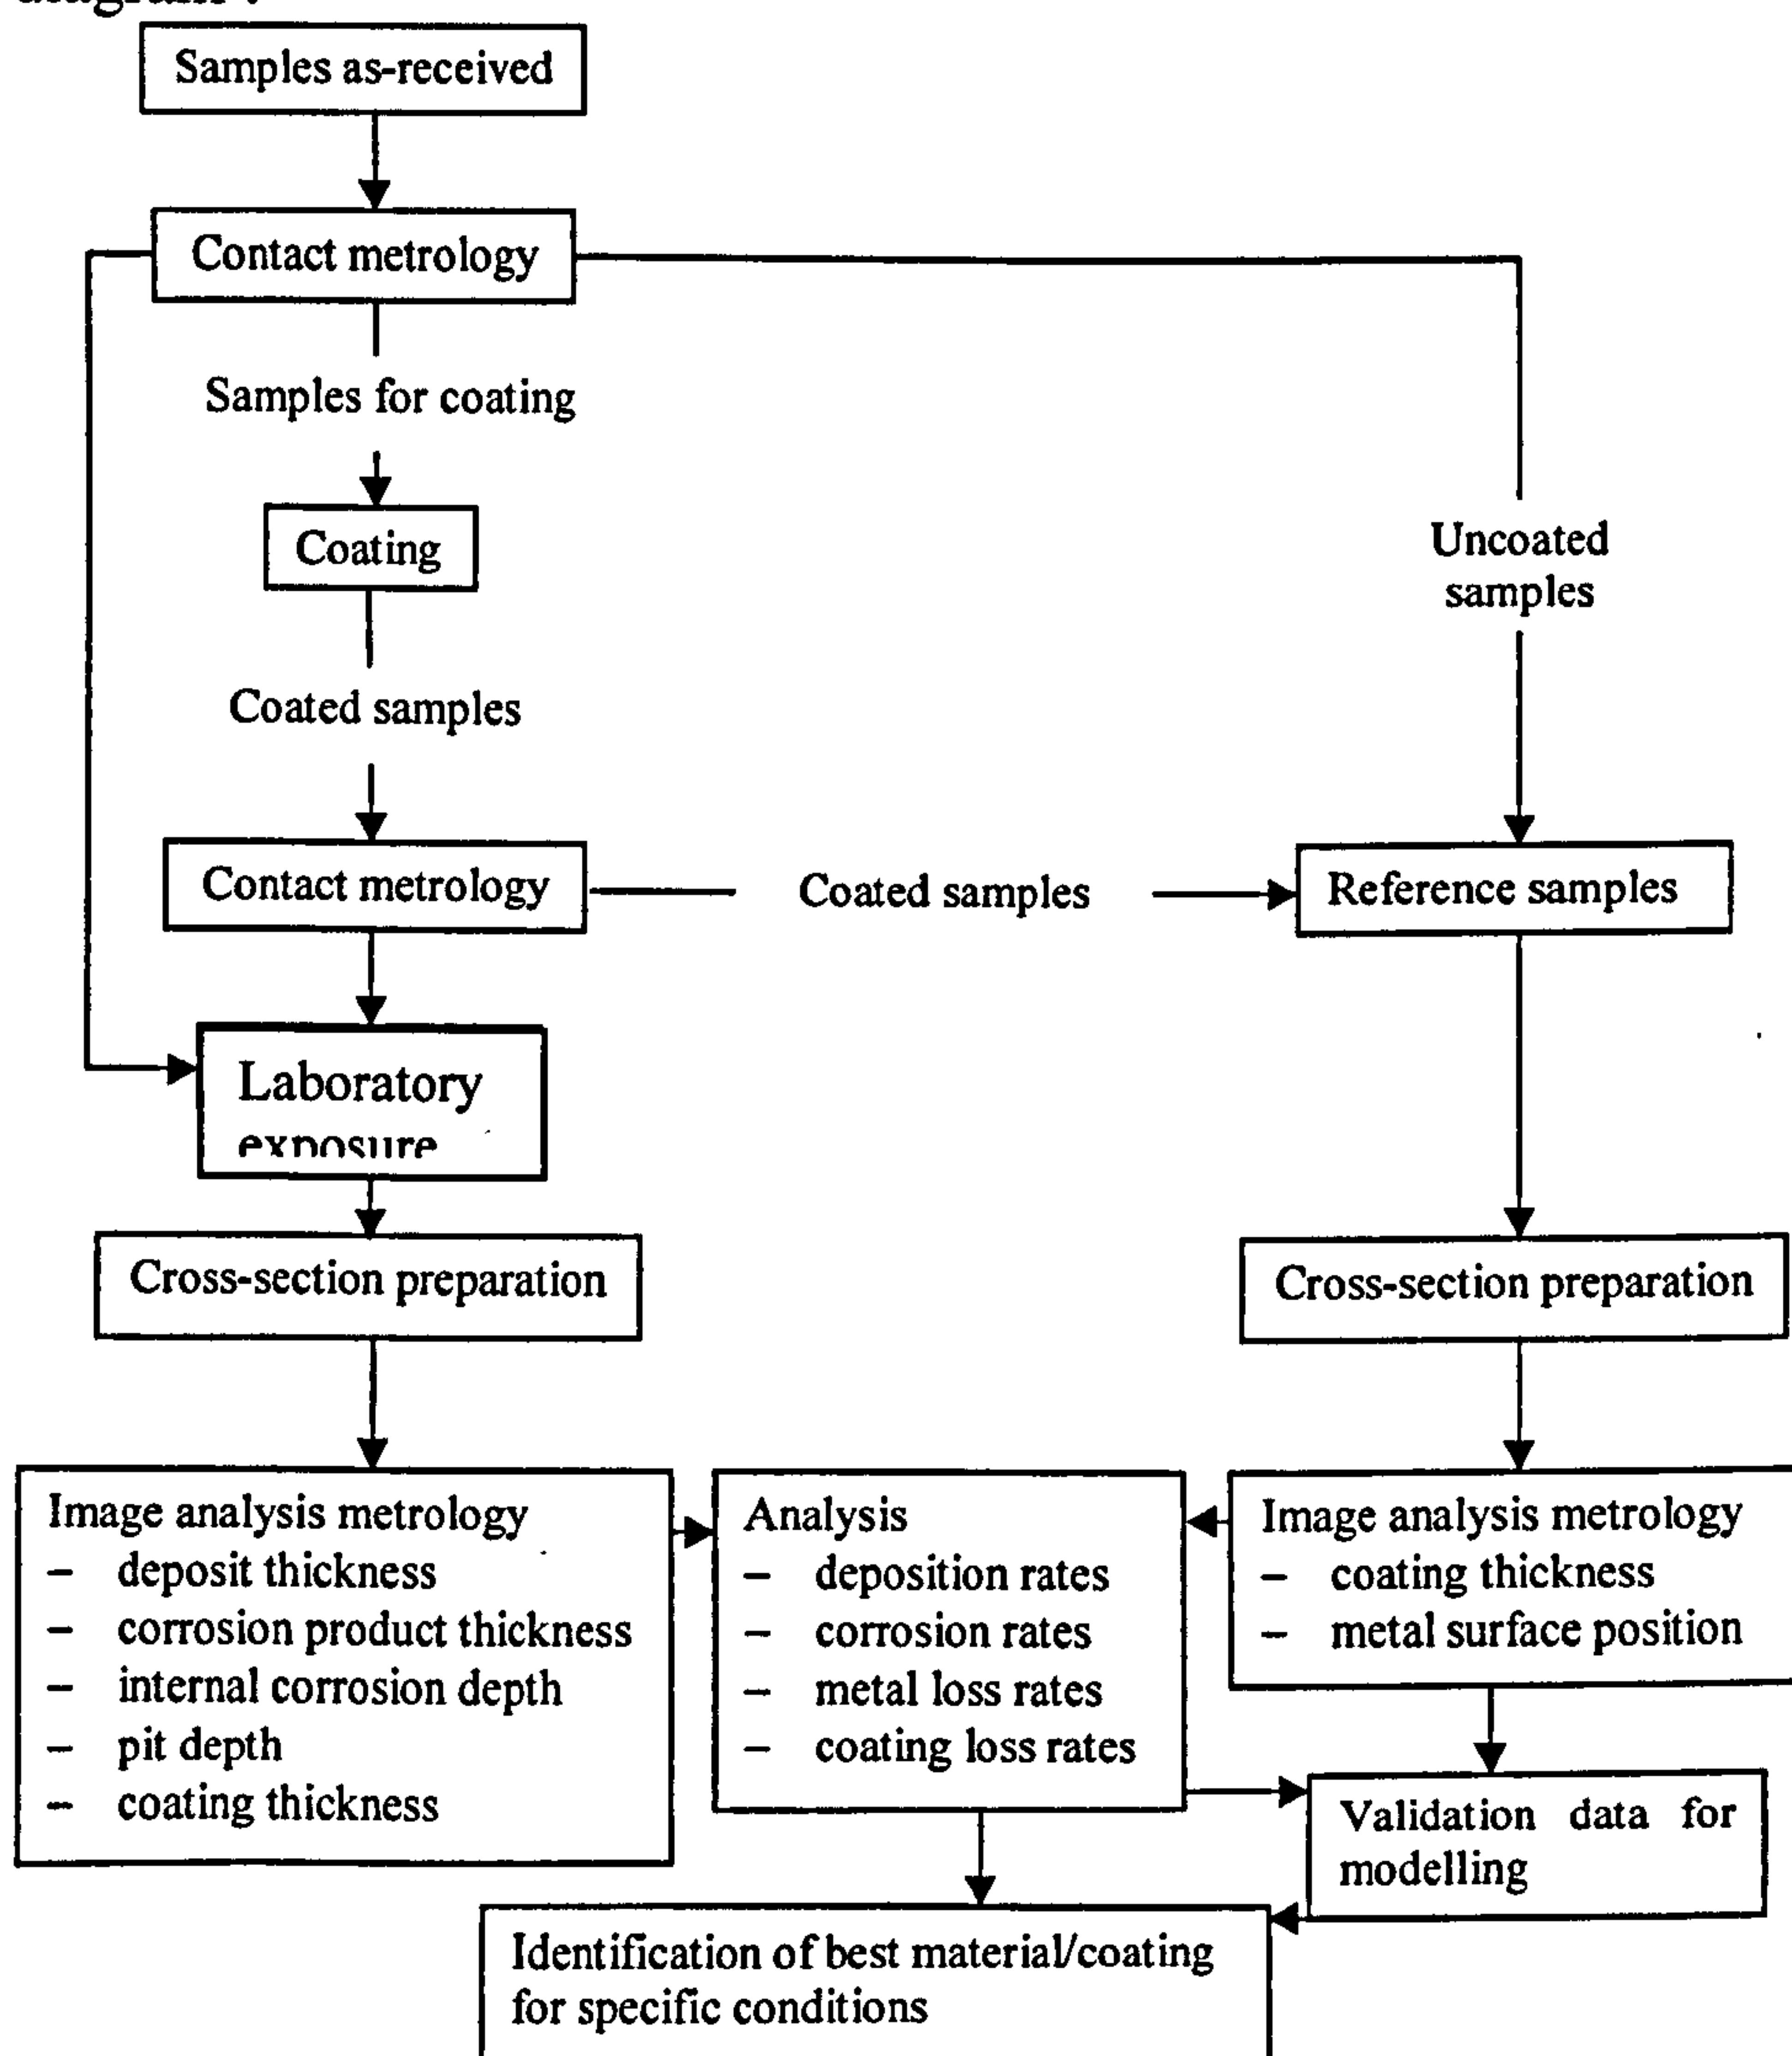 diagram :
Samples as-received
Contact metrology
Samples for coating
Coating
Uncoated
samples
Coated samples
Contact metrology
Coated samples
Reference samples
Laboratory
exposure
Cross-section preparation
Cross-section preparation
Image analysis metrology
– deposit thickness
– corrosion product thickness
– internal corrosion depth
– pit depth
– coating thickness
Analysis
– deposition rates
– corrosion rates
– metal loss rates
– coating loss rates
Image analysis metrology
– coating thickness
– metal surface position
Validation data for
modelling
Identification of best material/coating
for specific conditions